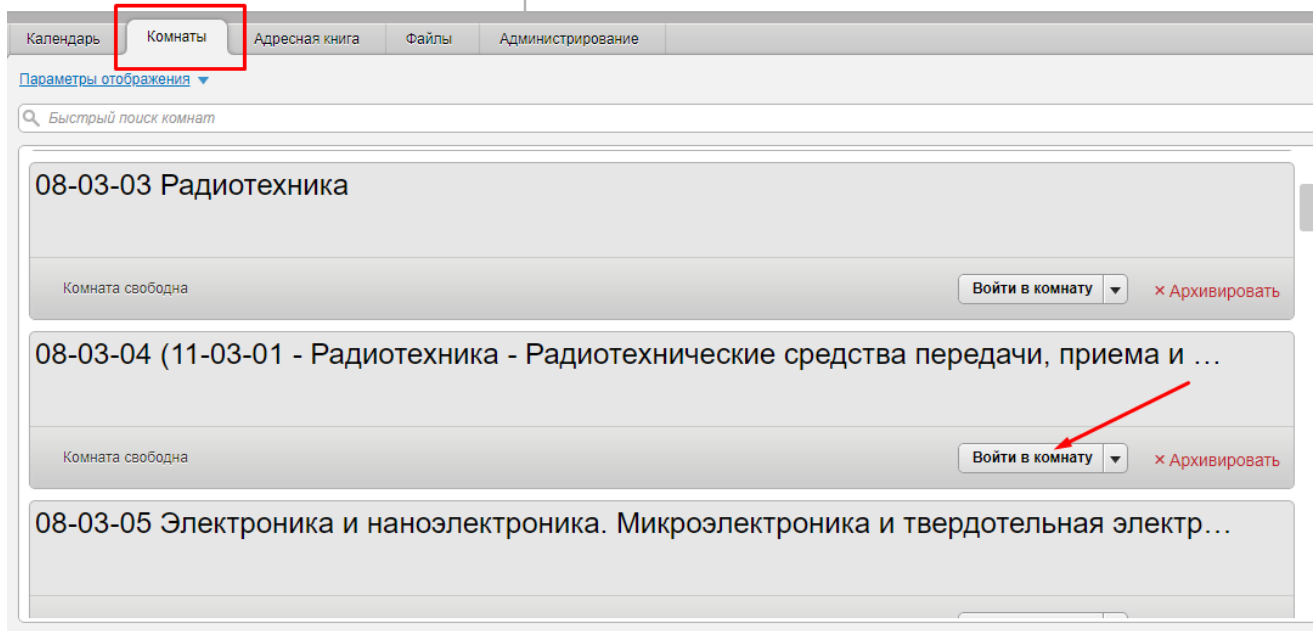 Календарь Комнаты Адресная книга Файлы Администрирование
Параметры отображения
Быстрый поиск комнат
08-03-03 Радиотехника
Комната свободна Войти в комнату × Архивировать
08-03-04 (11-03-01 - Радиотехника - Радиотехнические средства передачи, приема и …
Комната свободна Войти в комнату × Архивировать
08-03-05 Электроника и наноэлектроника. Микроэлектроника и твердотельная электр…